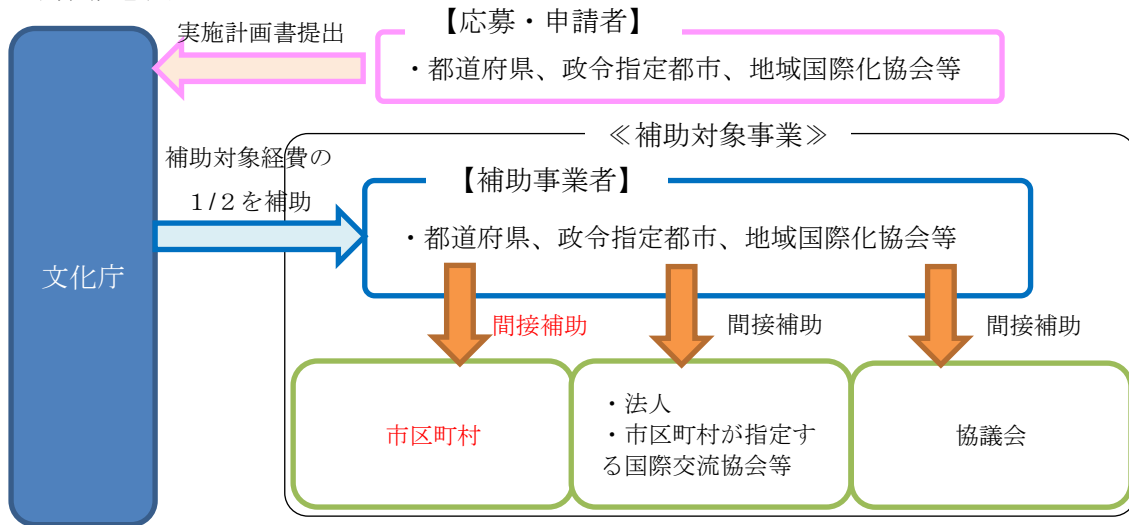 実施計画書提出
【応募・申請者】
・都道府県、政令指定都市、地域国際化協会等
≪補助対象事業≫
補助対象経費の
1/2を補助
【補助事業者】
・都道府県、政令指定都市、地域国際化協会等
文化庁
間接補助
間接補助
間接補助
市区町村
・法人
・市区町村が指定す
る国際交流協会等
協議会